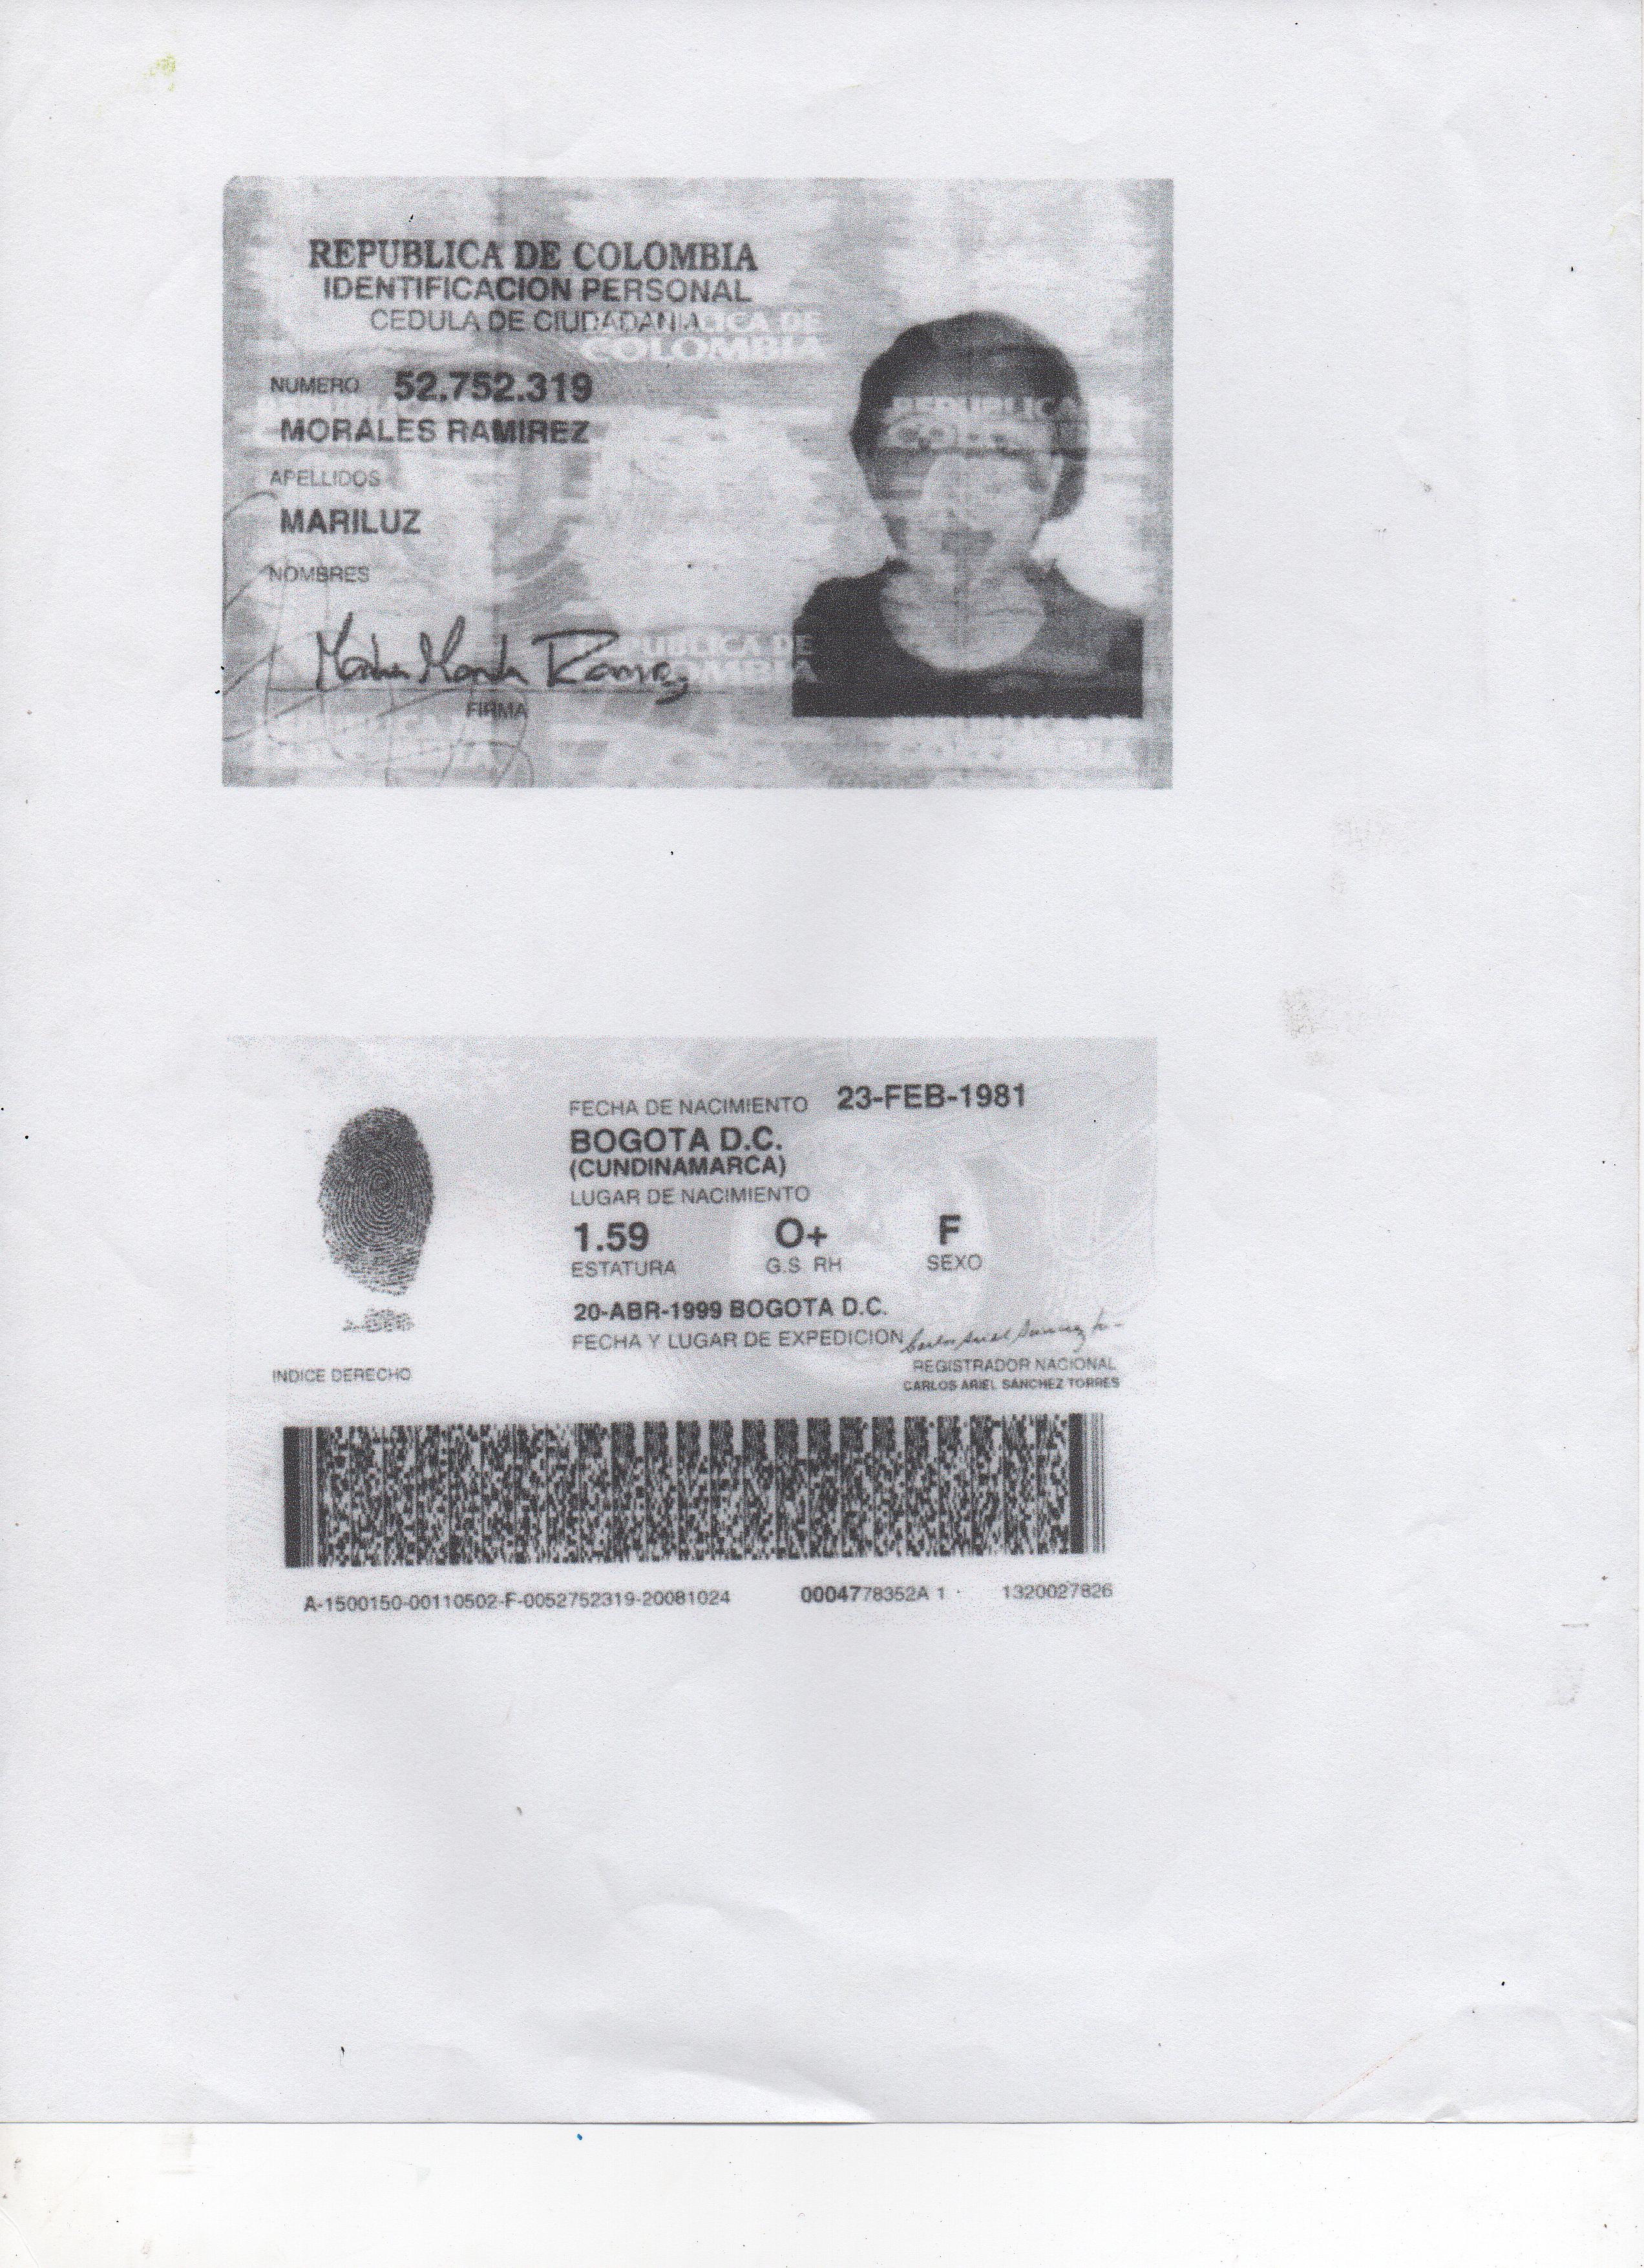 REPUBLICA DE COLOMBIA
IDENTIFICACION PERSONAL
CEDULA DE CIUDADANIA
NUMERO 52.752.319
MORALES RAMIREZ
APELLIDOS
MARILUZ
NOMBRES
FIRMA
REPUBLICA DE
COLOMBIA
FECHA DE NACIMIENTO 23-FEB-1981
BOGOTA D.C.
(CUNDINAMARCA)
LUGAR DE NACIMIENTO
1.59 O+ F
ESTATURA G.S. RH SEXO
20-ABR-1999 BOGOTA D.C.
FECHA Y LUGAR DE EXPEDICION
INDICE DERECHO
REGISTRADOR NACIONAL
CARLOS ARIEL SANCHEZ TORRES
A-1500150-00110502-F-0052752319-20081024 0004778352A 1 1320027826